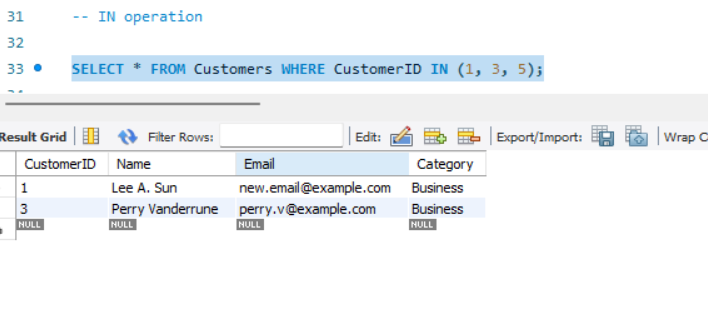 31 -- IN operation
32
33 SELECT * FROM Customers WHERE CustomerID IN (1, 3, 5);
Result Grid Filter Rows: Edit: Export/Import: Wrap C
CustomerID Name Email Category
1 Lee A. Sun new.email@example.com Business
3 Perry Vanderrune perry.v@example.com Business
NULL NULL NULL NULL